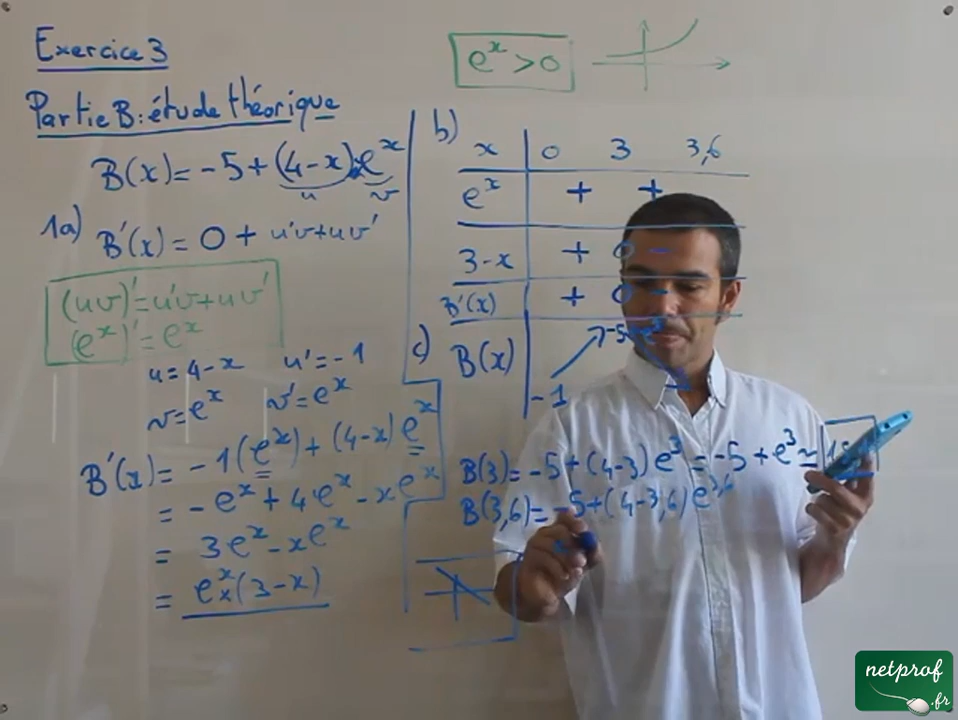 Exercice 3
Partie B : étude théorique
B(x) = -5 + (4-x)×e^x
u v
1a) B'(x) = 0 + u'v+uv'
(uv)' = u'v+uv'
(e^x)' = e^x
u = 4-x u' = -1
v = e^x v' = e^x
B'(x) = -1(e^x) + (4-x)e^x
= -e^x + 4e^x - xe^x
= 3e^x - xe^x
= e^x × (3-x)
e^x > 0
b) x 0 3 3,6
e^x + +
3-x + 0 -
B'(x) + 0 -
c) B(x) -1 -5+e^3
B(3) = -5 + (4-3)e^3 = -5 + e^3 ≈
B(3,6) = -5+(4-3,6)e^3,6
netprof
.fr